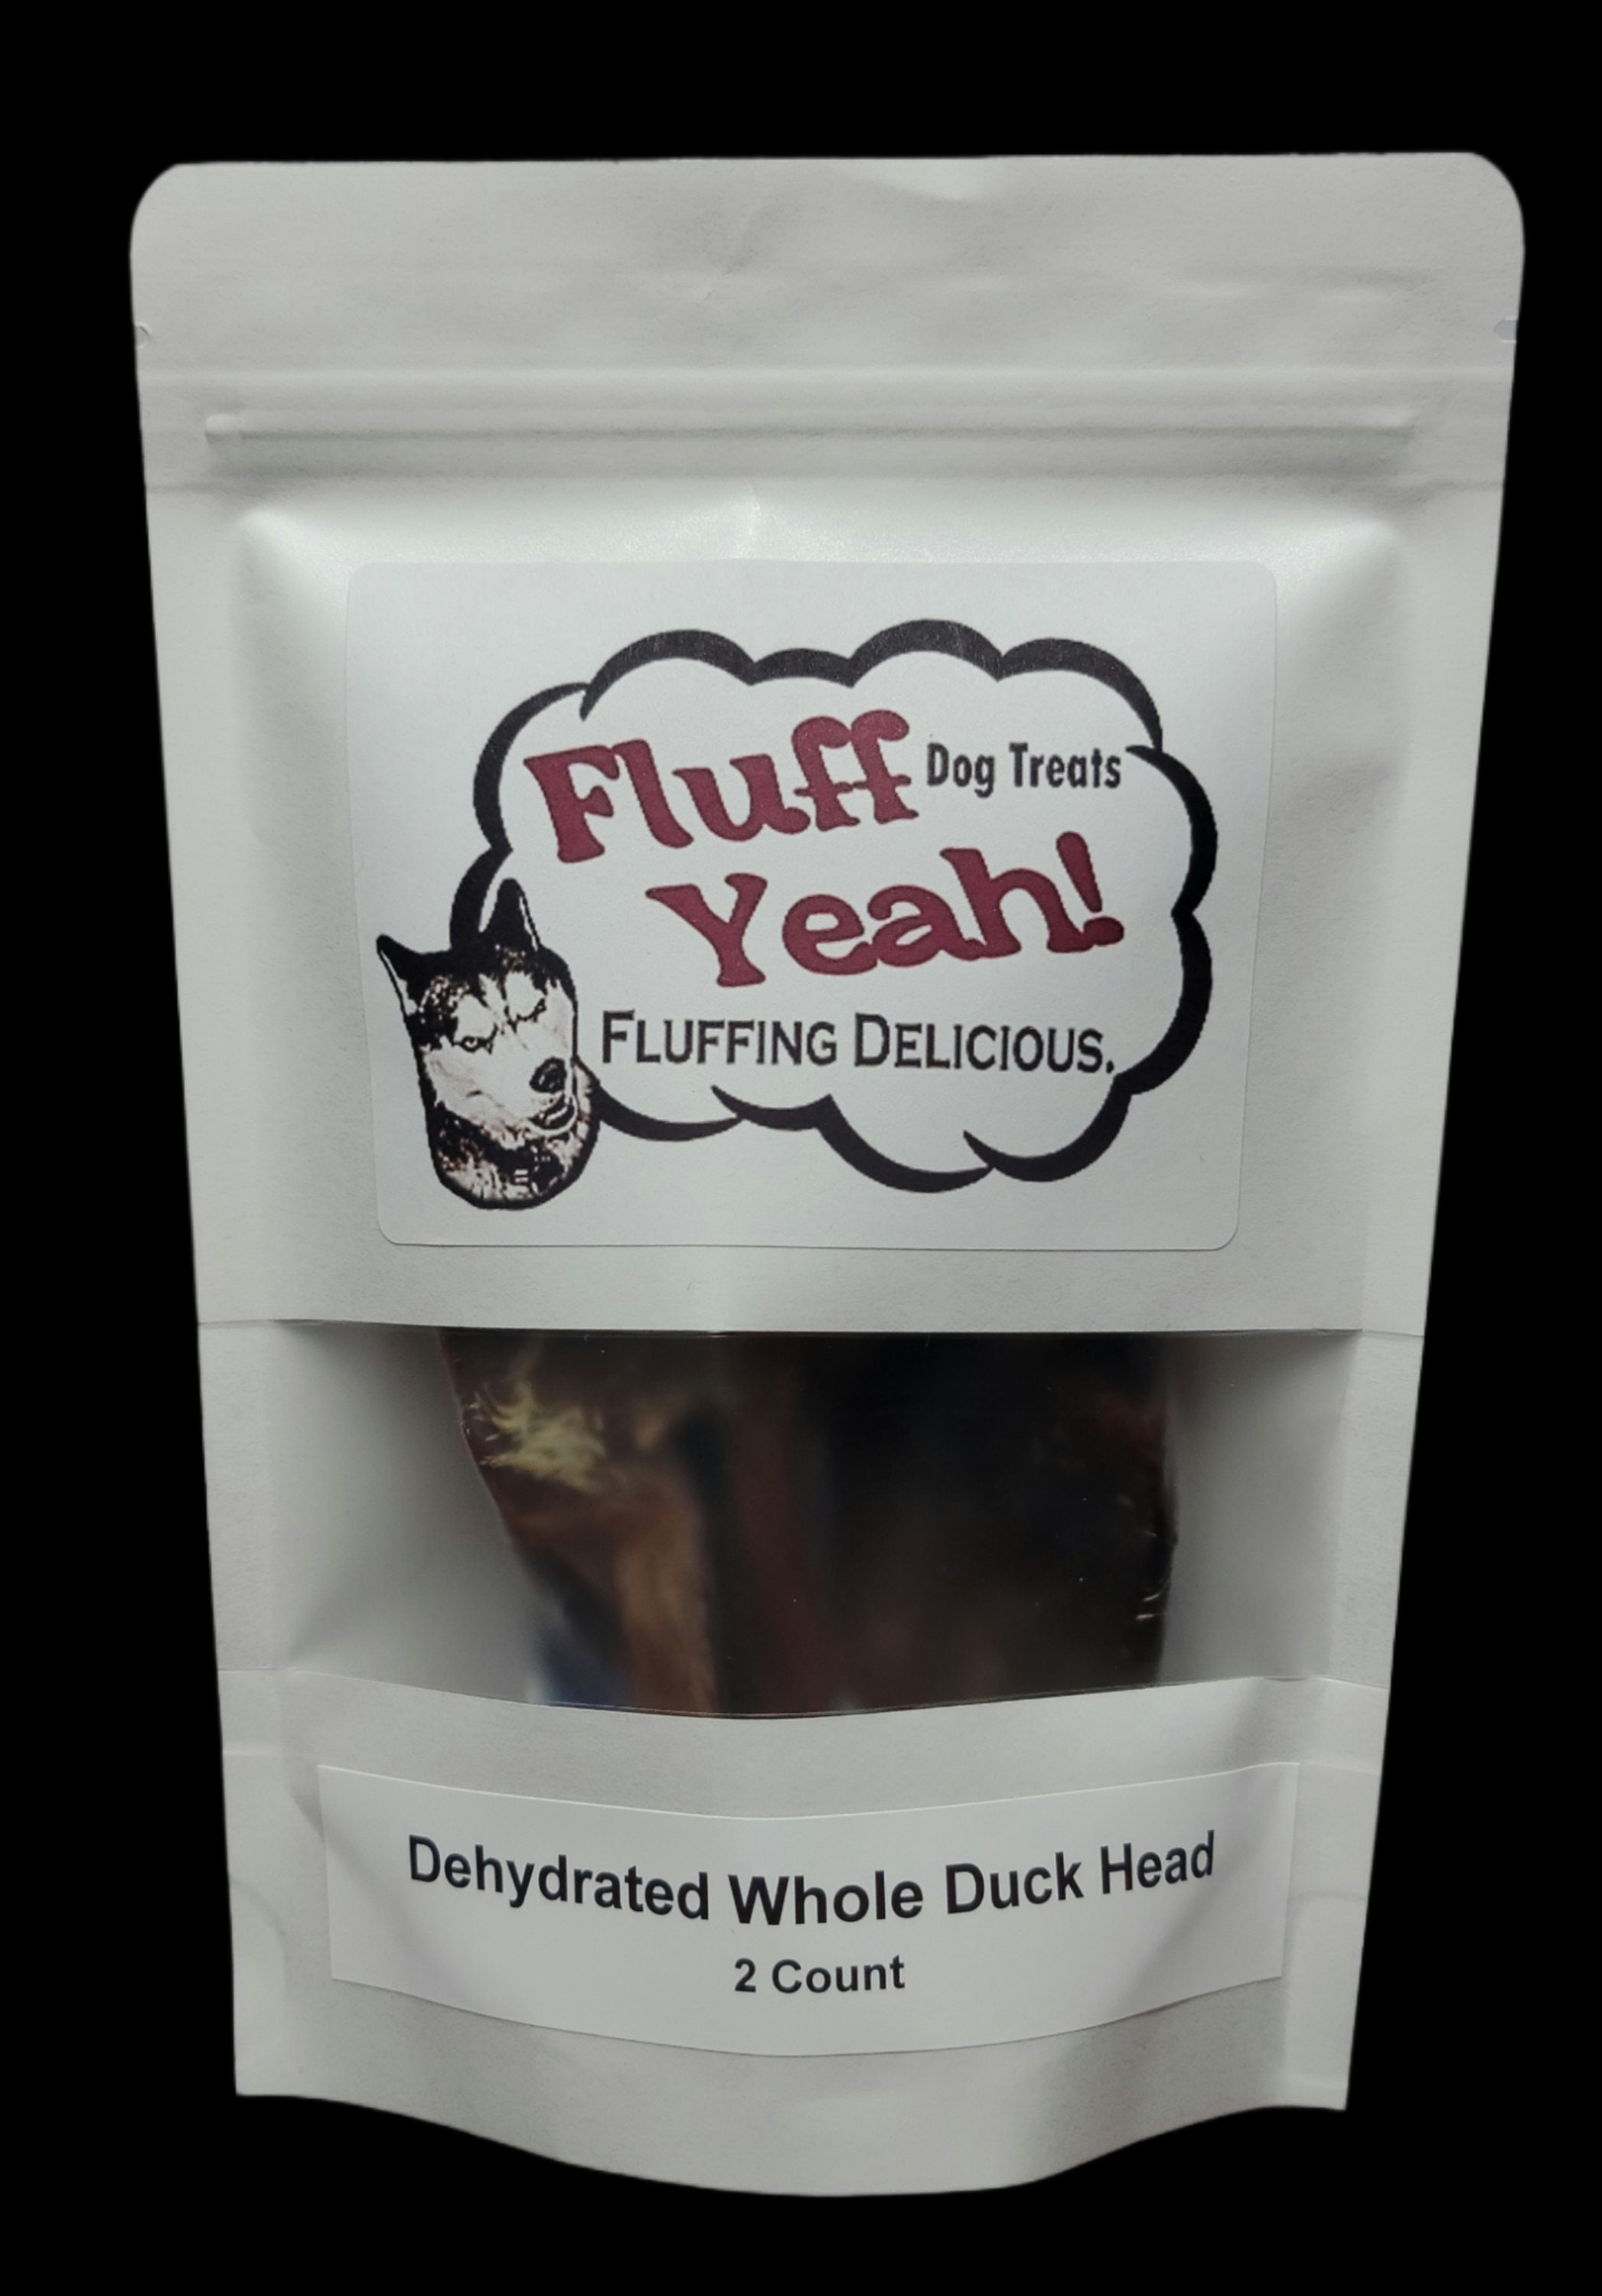 Fluff Dog Treats
Yeah!
FLUFFING DELICIOUS.
Dehydrated Whole Duck Head
2 Count